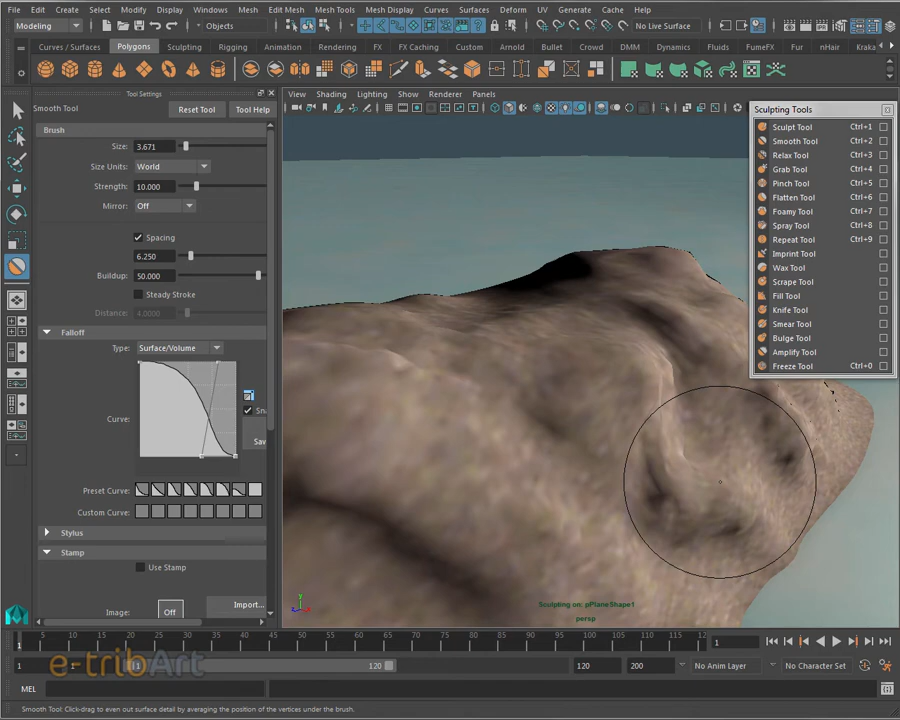 File Edit Create Select Modify Display Windows Mesh Edit Mesh Mesh Tools Mesh Display Curves Surfaces Deform UV Generate Cache
Modeling Objects No Live Surface
Curves / Surfaces Polygons Sculpting Rigging Animation Rendering FX FX Caching Custom Arnold Bullet Crowd DMM Dynamics Fluids FumeFX Fur nHair Kraka
Tool Settings
Smooth Tool Reset Tool Tool Help
Brush
Size: 3.671
Size Units: World
Strength: 10.000
Mirror: Off
Spacing
6.250
Buildup: 50.000
Steady Stroke
Distance: 4.0000
Falloff
Type: Surface/Volume
Curve:
Sna
Sav
Preset Curve:
Custom Curve:
Stylus
Stamp
Use Stamp
Image: Off Import...
View Shading Lighting Show Renderer Panels
Sculpting Tools
Sculpt Tool Ctrl+1
Smooth Tool Ctrl+2
Relax Tool Ctrl+3
Grab Tool Ctrl+4
Pinch Tool Ctrl+5
Flatten Tool Ctrl+6
Foamy Tool Ctrl+7
Spray Tool Ctrl+8
Repeat Tool Ctrl+9
Imprint Tool
Wax Tool
Scrape Tool
Fill Tool
Knife Tool
Smear Tool
Bulge Tool
Amplify Tool
Freeze Tool Ctrl+0
Sculpting on: pPlaneShape1
persp
5 10 15 20 25 30 35 40 45 50 55 60 65 70 75 80 85 90 95 100 105 110 115 12
1
1 1 1 120 120 200 No Anim Layer No Character Set
e-tribArt
MEL
Smooth Tool: Click-drag to even out surface detail by averaging the position of the vertices under the brush.